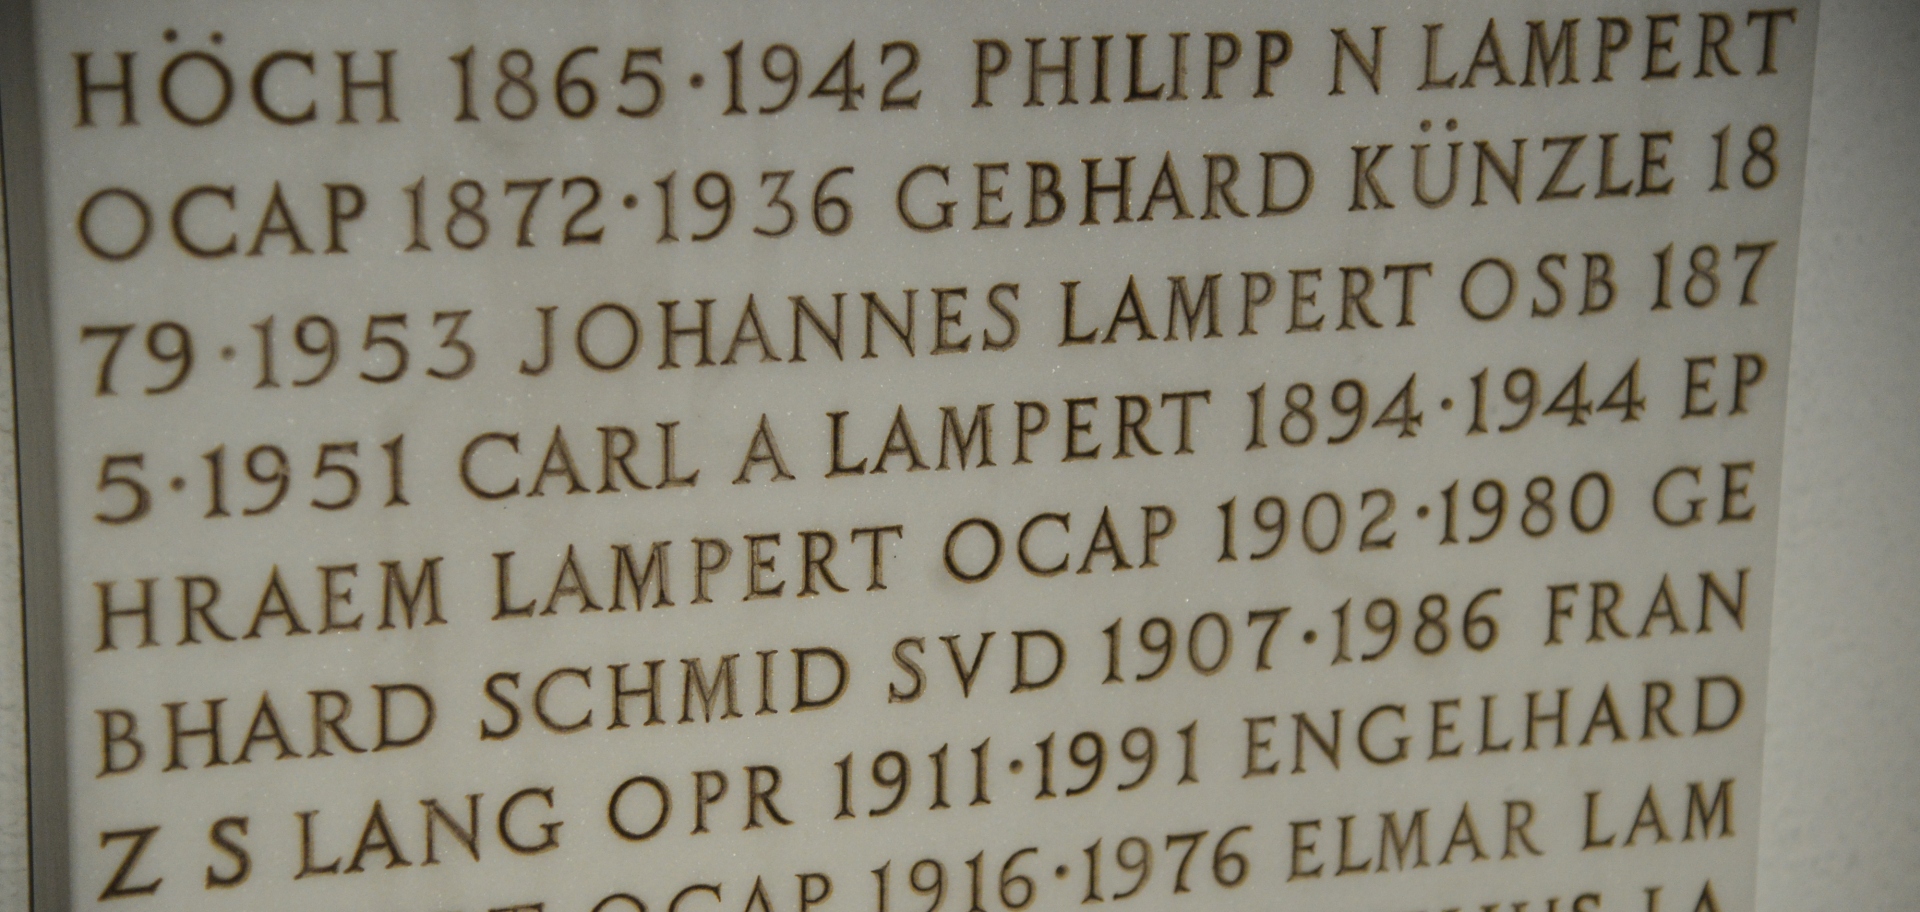 HÖCH 1865·1942 PHILIPP N LAMPERT
OCAP 1872·1936 GEBHARD KÜNZLE 18
79·1953 JOHANNES LAMPERT OSB 187
5·1951 CARL A LAMPERT 1894·1944 EP
HRAEM LAMPERT OCAP 1902·1980 GE
BHARD SCHMID SVD 1907·1986 FRAN
Z S LANG OPR 1911·1991 ENGELHARD
OCAP 1916·1976 ELMAR LAM